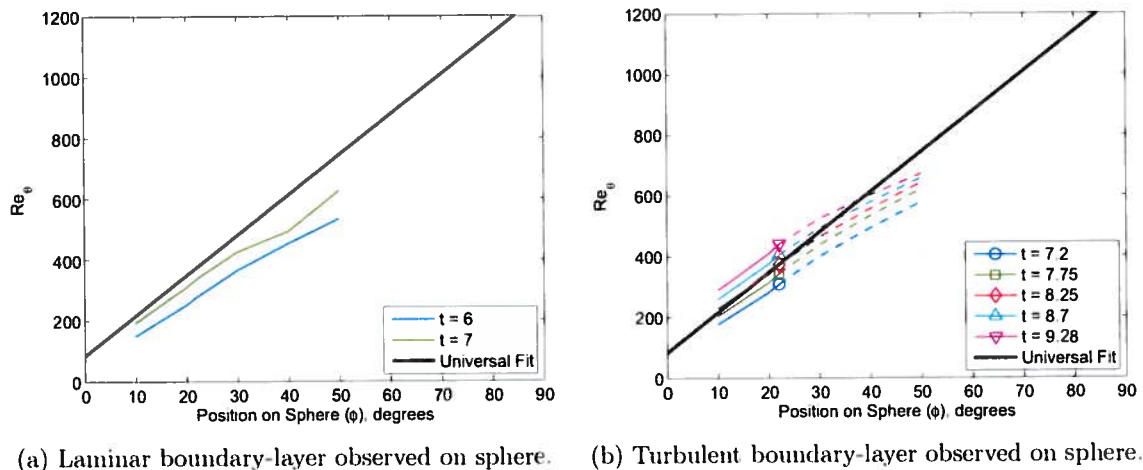 1200
1000
800
600
400
200
0
Reθ
0 10 20 30 40 50 60 70 80 90
Position on Sphere (ϕ), degrees
t = 6
t = 7
Universal Fit
(a) Laminar boundary-layer observed on sphere.
1200
1000
800
600
400
200
0
Reθ
0 10 20 30 40 50 60 70 80 90
Position on Sphere (ϕ), degrees
t = 7.2
t = 7.75
t = 8.25
t = 8.7
t = 9.28
Universal Fit
(b) Turbulent boundary-layer observed on sphere.